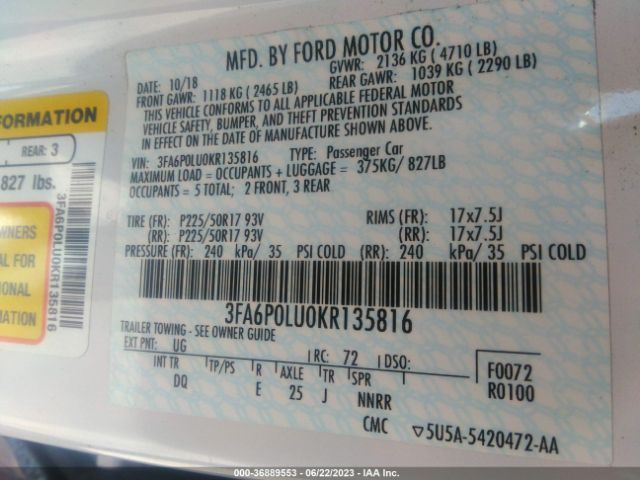 MFD. BY FORD MOTOR CO.
DATE: 10/18 GVWR: 2136 KG ( 4710 LB)
FRONT GAWR: 1118 KG ( 2465 LB) REAR GAWR: 1039 KG ( 2290 LB)
THIS VEHICLE CONFORMS TO ALL APPLICABLE FEDERAL MOTOR
VEHICLE SAFETY, BUMPER, AND THEFT PREVENTION STANDARDS
IN EFFECT ON THE DATE OF MANUFACTURE SHOWN ABOVE.
VIN: 3FA6P0LU0KR135816 TYPE: Passenger Car
MAXIMUM LOAD = OCCUPANTS + LUGGAGE = 375KG/ 827LB
OCCUPANTS = 5 TOTAL; 2 FRONT, 3 REAR
TIRE (FR): P225/50R17 93V RIMS (FR): 17x7.5J
(RR): P225/50R17 93V (RR): 17x7.5J
PRESSURE (FR): 240 kPa/ 35 PSI COLD (RR): 240 kPa/ 35 PSI COLD
3FA6P0LU0KR135816
TRAILER TOWING - SEE OWNER GUIDE
EXT PNT: UG RC: 72 DSO:
INT TR TP/PS R AXLE TR SPR
DQ E 25 J NNRR
F0072
R0100
CMC ▽5U5A-5420472-AA
FORMATION
REAR: 3
827 lbs.
3FA6P0LU0KR135816
WNERS
AL FOR
IONAL
MATION
000-36889553 - 06/22/2023 - IAA Inc.